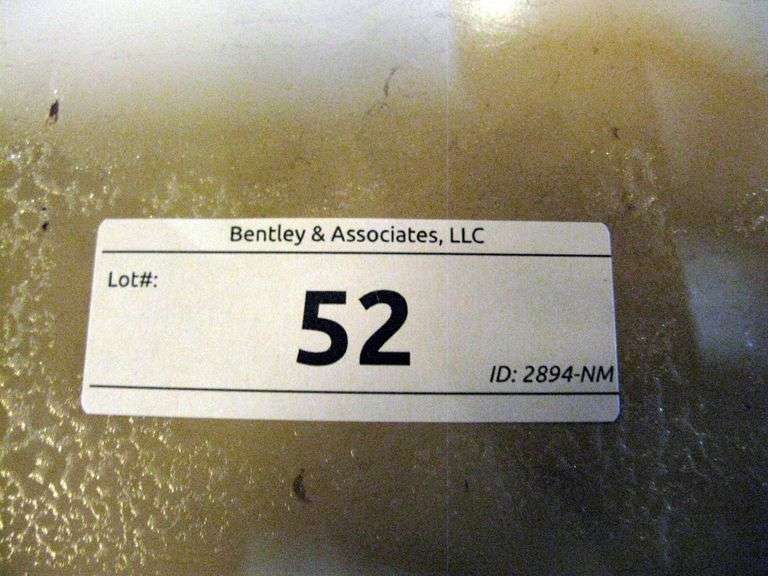 Bentley & Associates, LLC
Lot#:
52
ID: 2894-NM